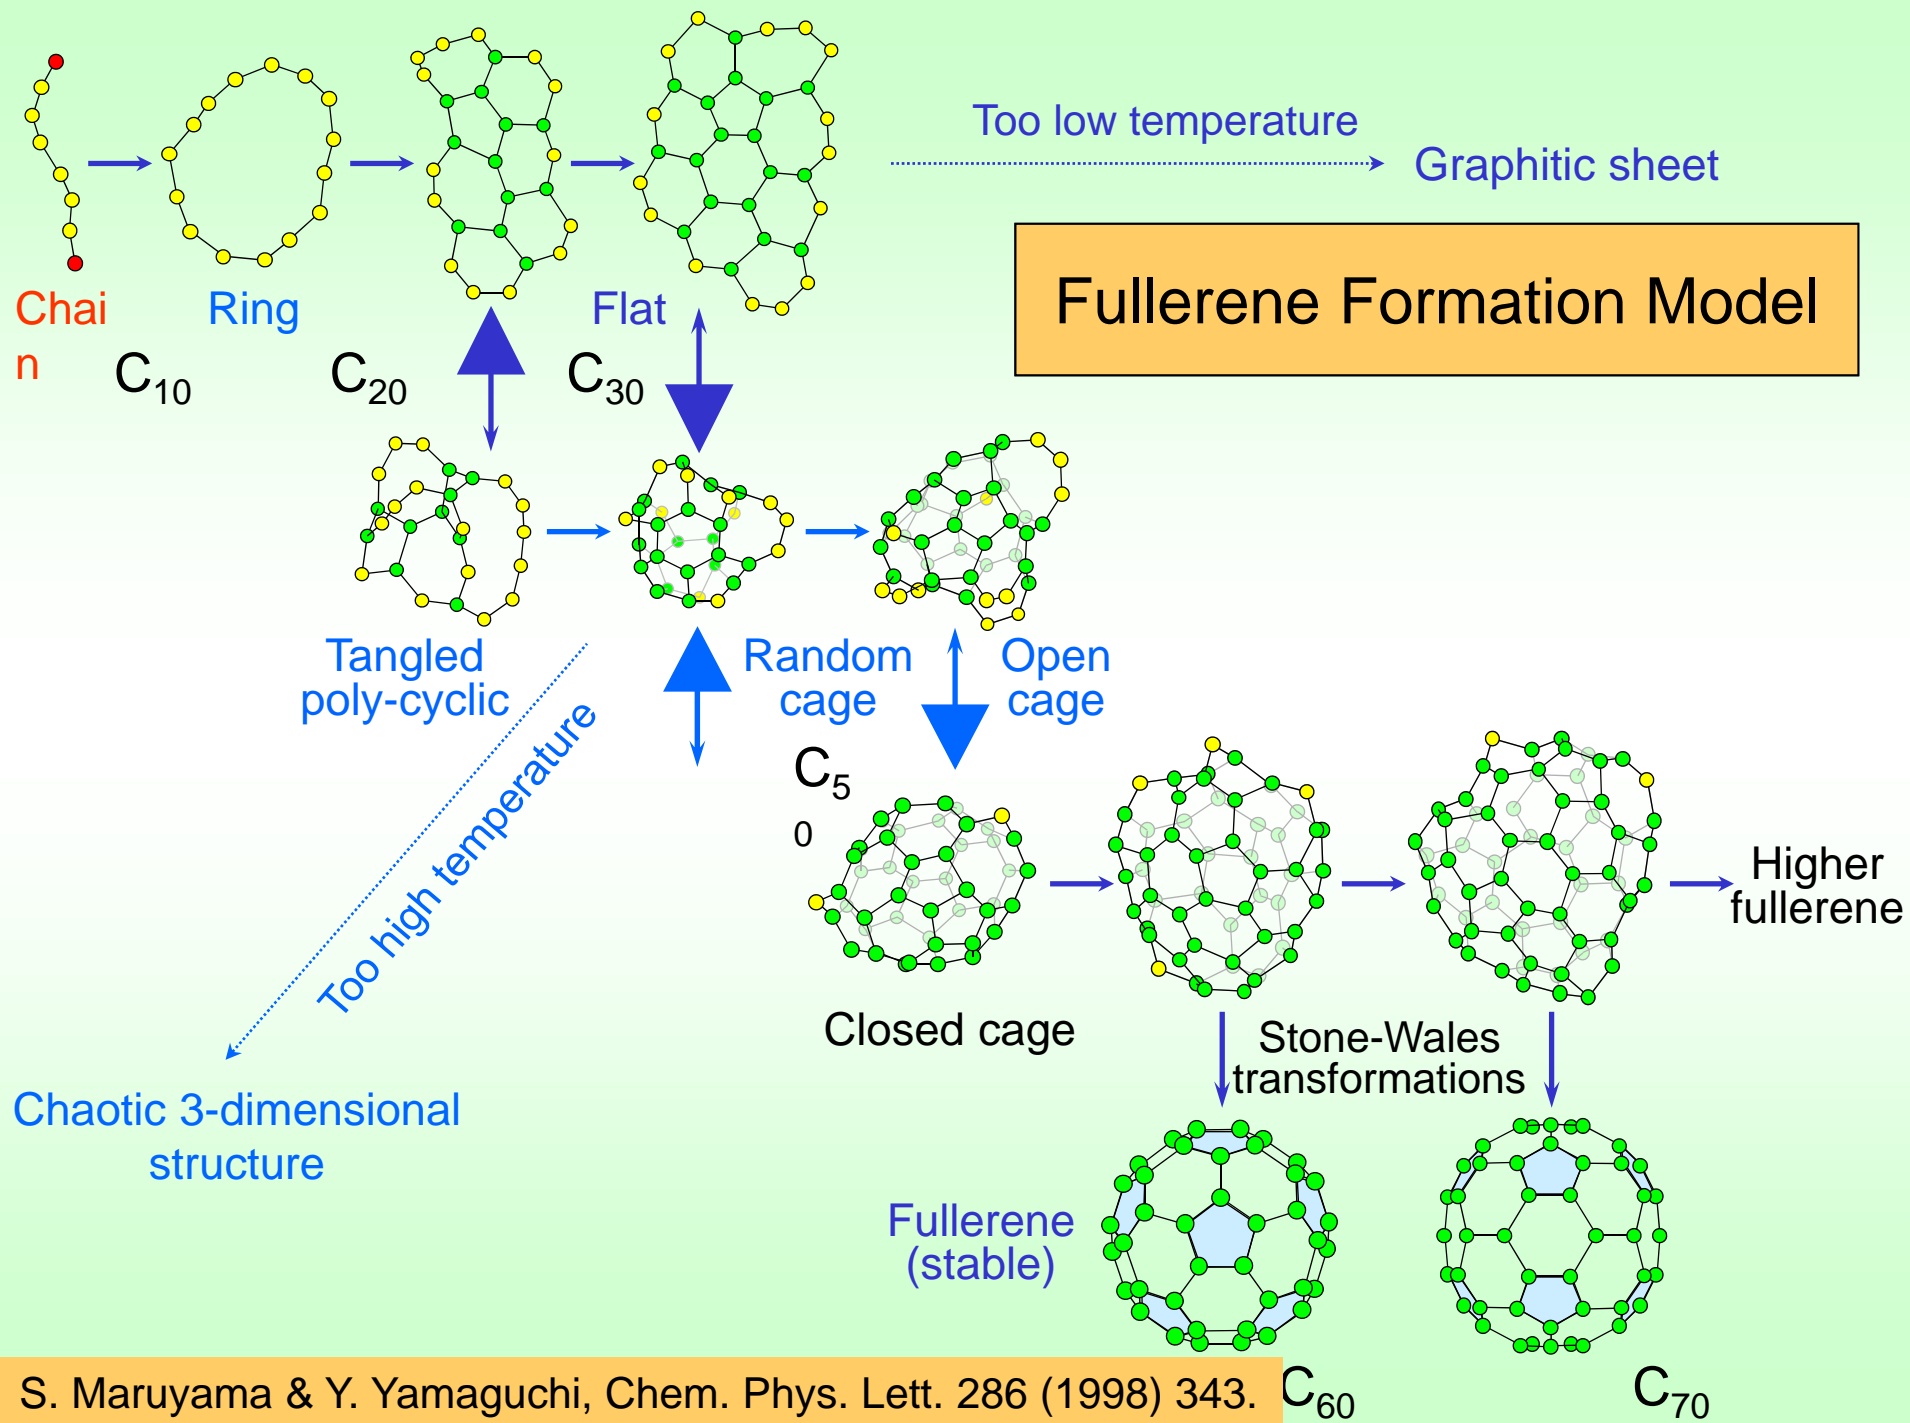 Too low temperature
Graphitic sheet
Fullerene Formation Model
Chai
n
Ring
Flat
C10
C20
C30
Tangled
poly-cyclic
Random
cage
Open
cage
Too high temperature
C5
0
Higher
fullerene
Closed cage
Stone-Wales
transformations
Chaotic 3-dimensional
structure
Fullerene
(stable)
S. Maruyama & Y. Yamaguchi, Chem. Phys. Lett. 286 (1998) 343.
C60
C70